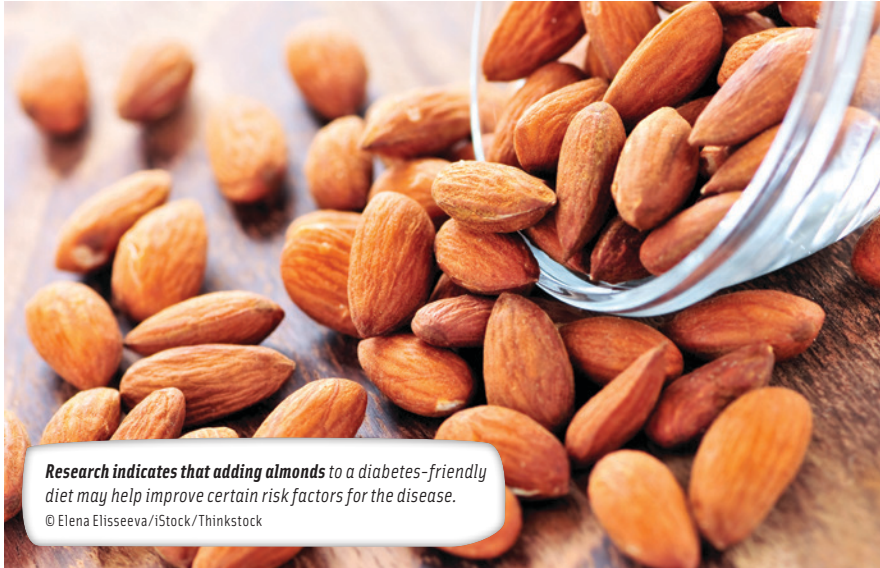 Research indicates that adding almonds to a diabetes-friendly
diet may help improve certain risk factors for the disease.
© Elena Elisseeva/iStock/Thinkstock